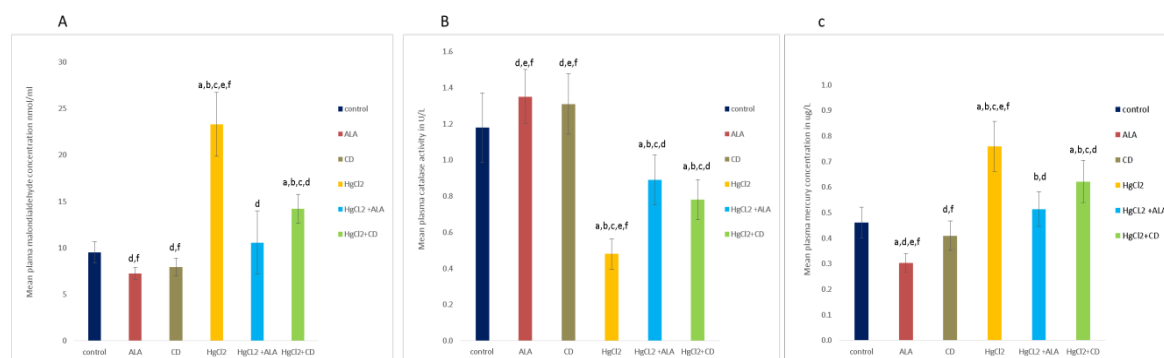 A
Mean plama malondialdehyde concentration nmol/ml
30
25
20
15
10
5
0
a,b,c,e,f
a,b,c,d
d
d,f
d,f
control
ALA
CD
HgCl2
HgCL2 +ALA
HgCl2+CD
control
ALA
CD
HgCl2
HgCL2 +ALA
HgCl2+CD
B
Mean plasma catalase activity in U/L
1.6
1.4
1.2
1.0
0.8
0.6
0.4
0.2
0.0
d,e,f
d,e,f
a,b,c,d
a,b,c,d
a,b,c,e,f
control
ALA
CD
HgCl2
HgCL2 +ALA
HgCl2+CD
control
ALA
CD
HgCl2
HgCL2 +ALA
HgCl2+CD
c
Mean plasma mercury concentration in ug/L
1.0
0.9
0.8
0.7
0.6
0.5
0.4
0.3
0.2
0.1
0.0
a,b,c,e,f
a,b,c,d
b,d
d,f
a,d,e,f
control
ALA
CD
HgCl2
HgCL2 +ALA
HgCl2+CD
control
ALA
CD
HgCl2
HgCL2 +ALA
HgCl2+CD